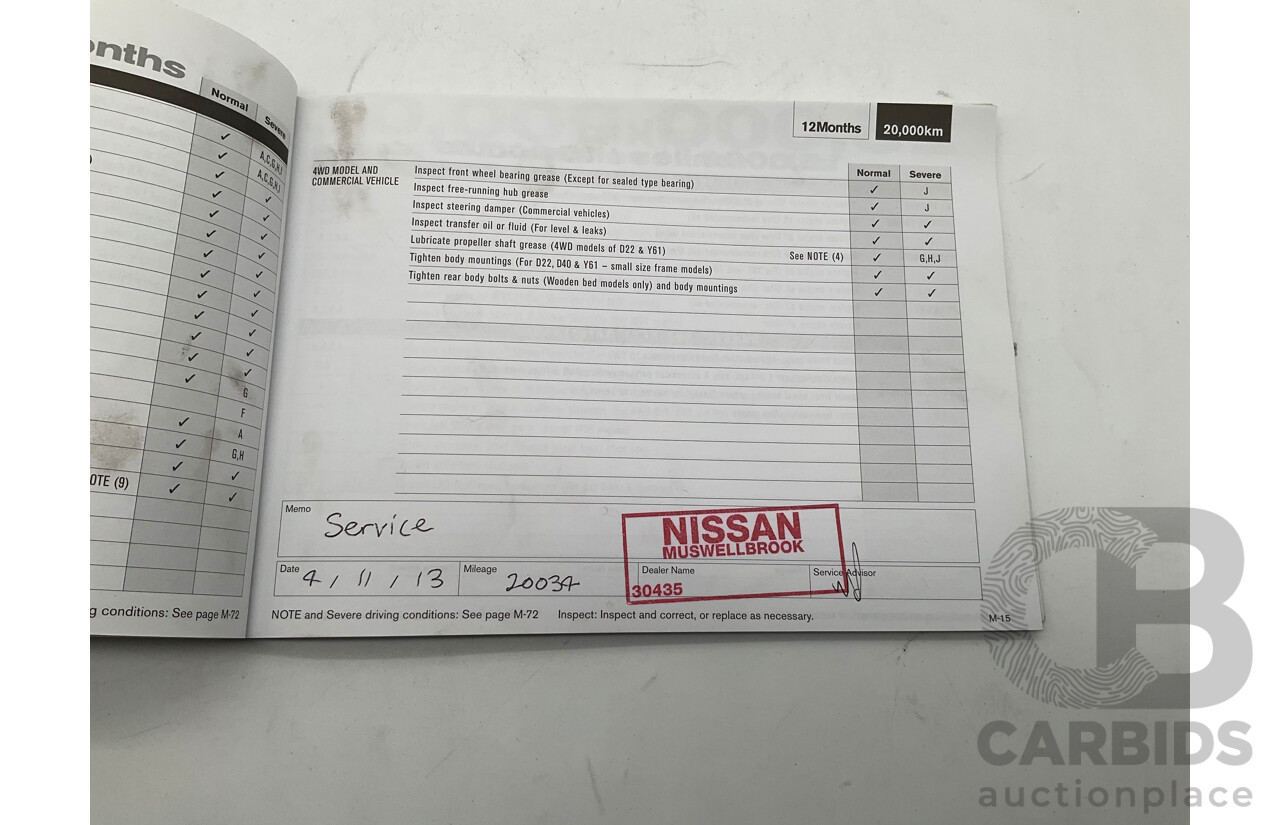 onths
Normal
Severe
✓
✓ A,C,G,H,I
✓ A,C,G,H,I
✓ ✓
✓ ✓
✓ ✓
✓ ✓
✓ ✓
✓ ✓
✓ ✓
✓ ✓
✓ ✓
✓ ✓
G
F
✓ A
✓ G,H
✓ ✓
OTE (9) ✓ ✓
g conditions: See page M-72
12Months 20,000km
Normal Severe
4WD MODEL AND
COMMERCIAL VEHICLE
Inspect front wheel bearing grease (Except for sealed type bearing) ✓ J
Inspect free-running hub grease ✓ J
Inspect steering damper (Commercial vehicles) ✓ ✓
Inspect transfer oil or fluid (For level & leaks) ✓ ✓
Lubricate propeller shaft grease (4WD models of D22 & Y61) See NOTE (4) ✓ G,H,J
Tighten body mountings (For D22, D40 & Y61 – small size frame models) ✓ ✓
Tighten rear body bolts & nuts (Wooden bed models only) and body mountings ✓ ✓
Memo
Service
NISSAN
MUSWELLBROOK
30435
Date 4 / 11 / 13 Mileage 20034 Dealer Name Service Advisor
NOTE and Severe driving conditions: See page M-72 Inspect: Inspect and correct, or replace as necessary.
M-15
CB
CARBIDS
auctionplace